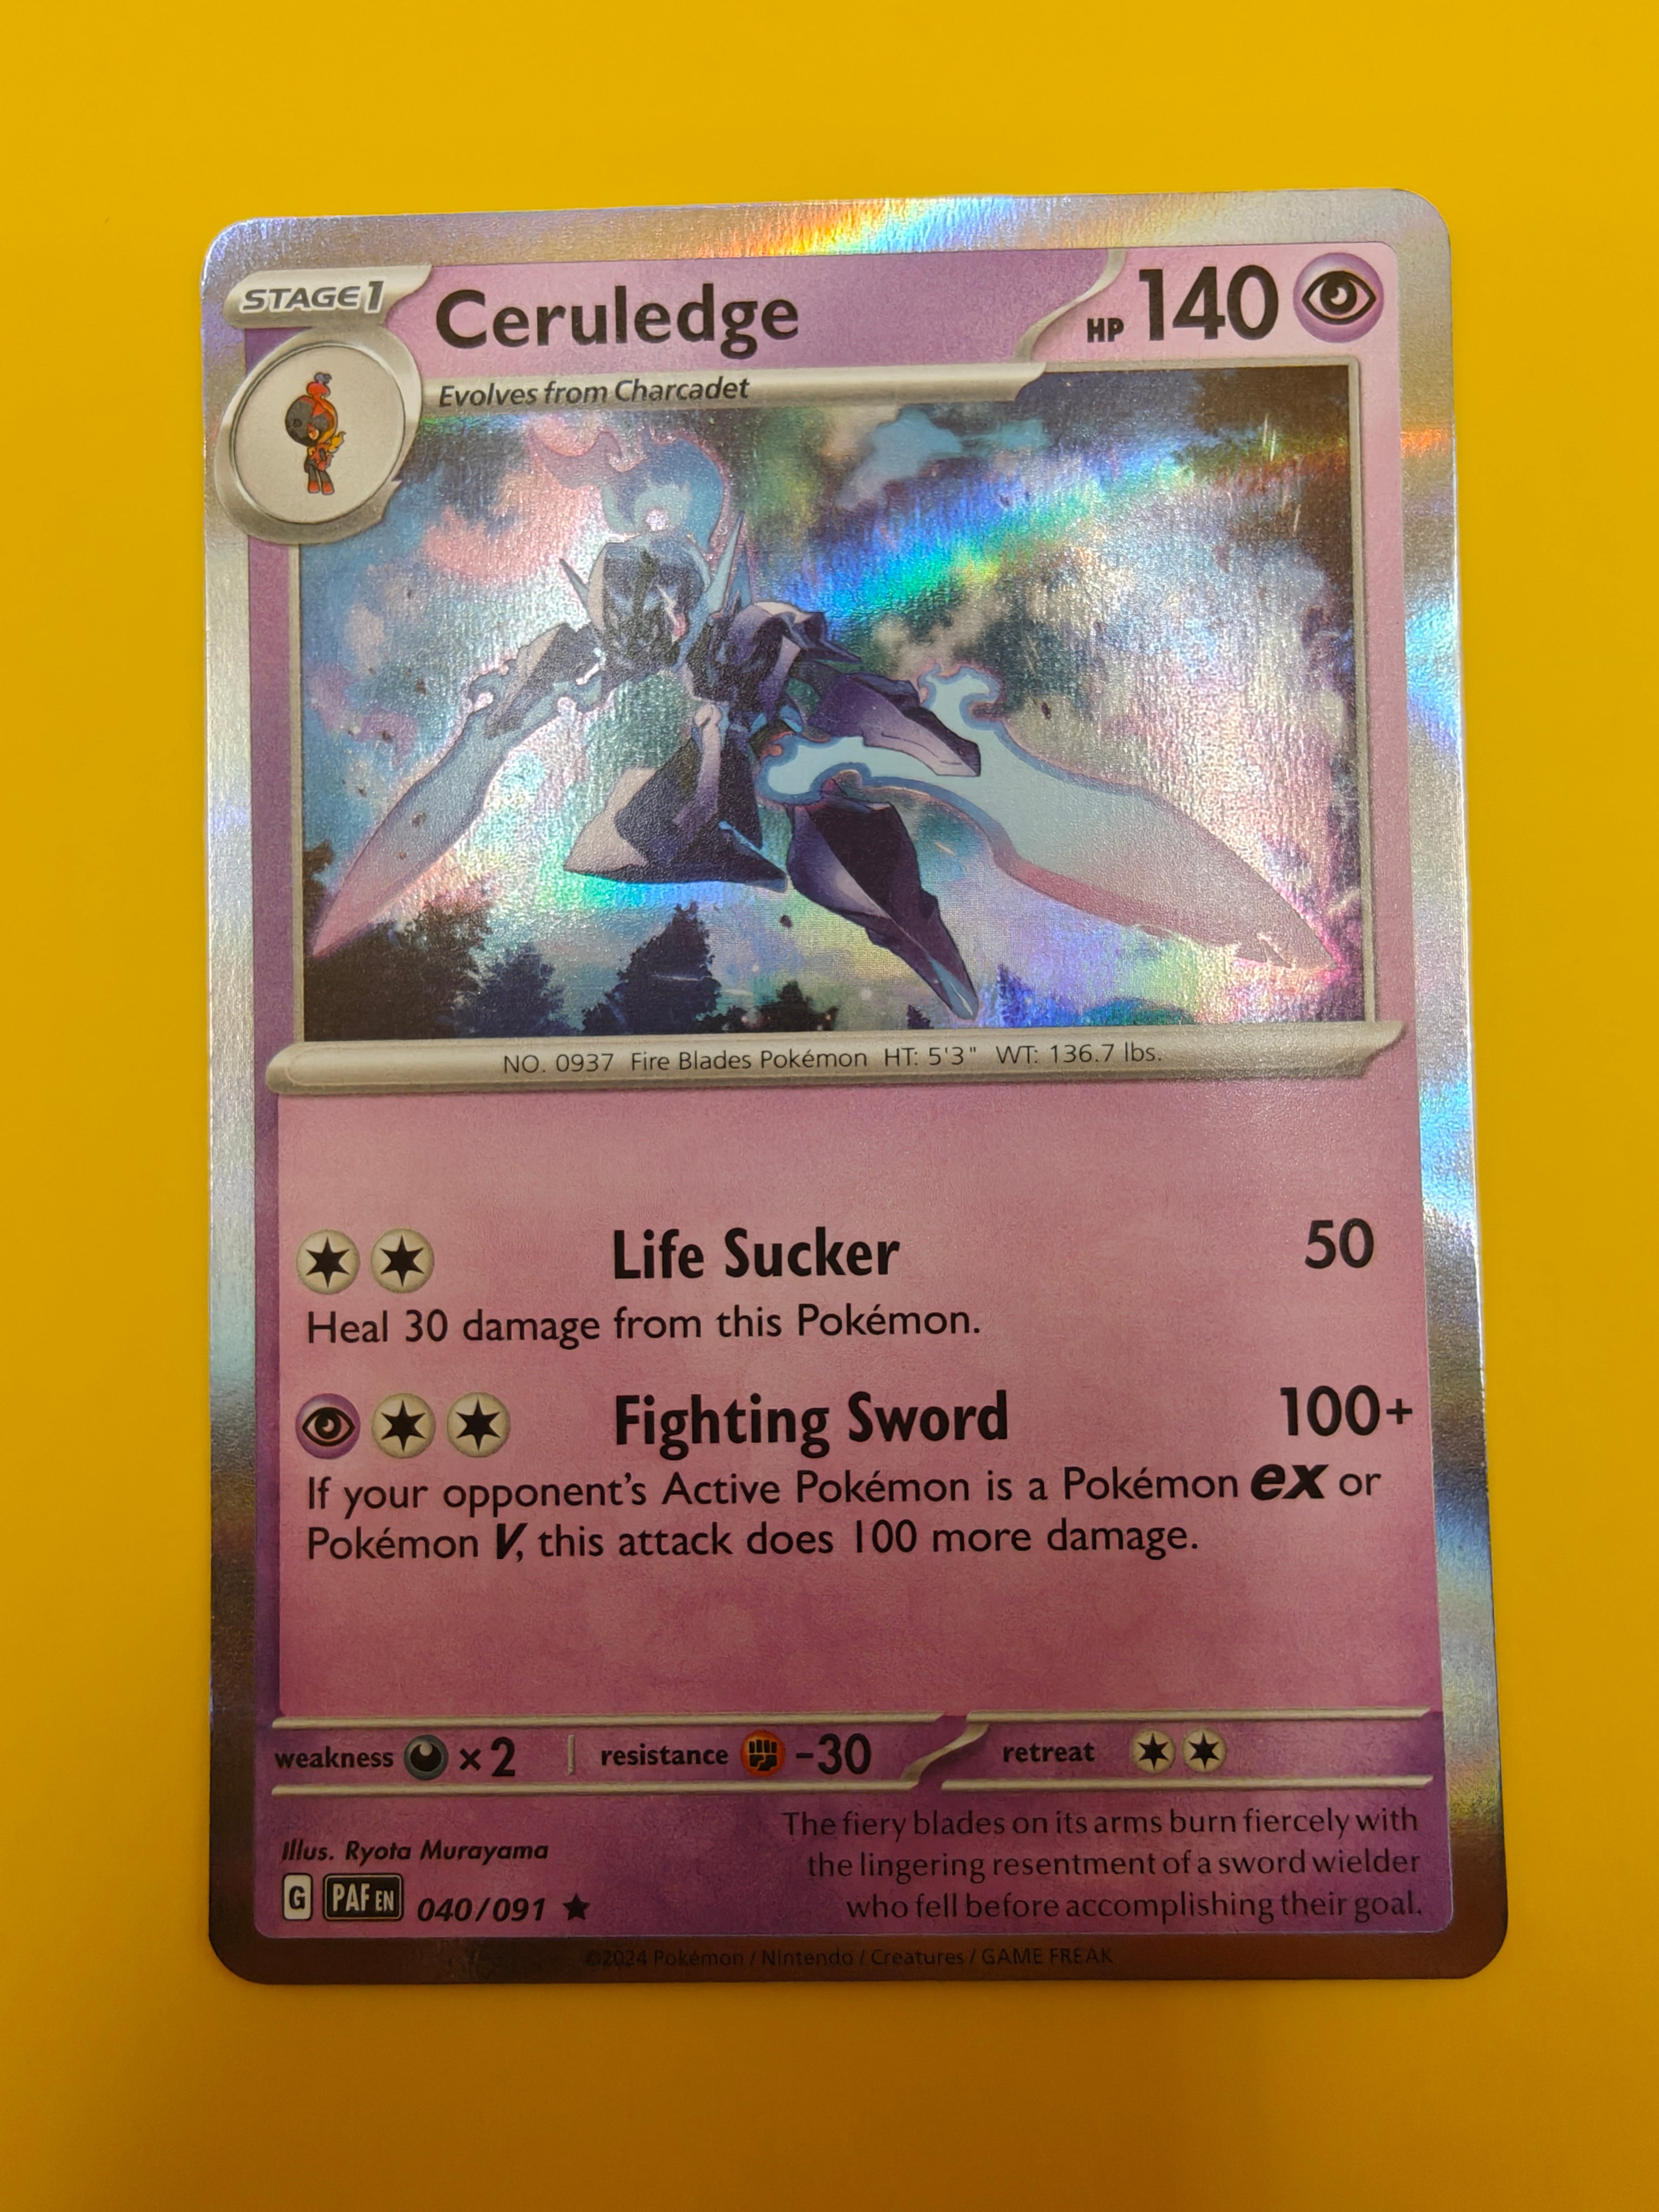 STAGE1
Ceruledge
HP 140
Evolves from Charcadet
NO. 0937 Fire Blades Pokémon HT: 5'3" WT: 136.7 lbs.
Life Sucker 50
Heal 30 damage from this Pokémon.
Fighting Sword 100+
If your opponent's Active Pokémon is a Pokémon ex or
Pokémon V, this attack does 100 more damage.
weakness ×2 resistance -30 retreat
The fiery blades on its arms burn fiercely with
the lingering resentment of a sword wielder
who fell before accomplishing their goal.
Illus. Ryota Murayama
G PAF EN 040/091 ★
©2024 Pokémon / Nintendo / Creatures / GAME FREAK